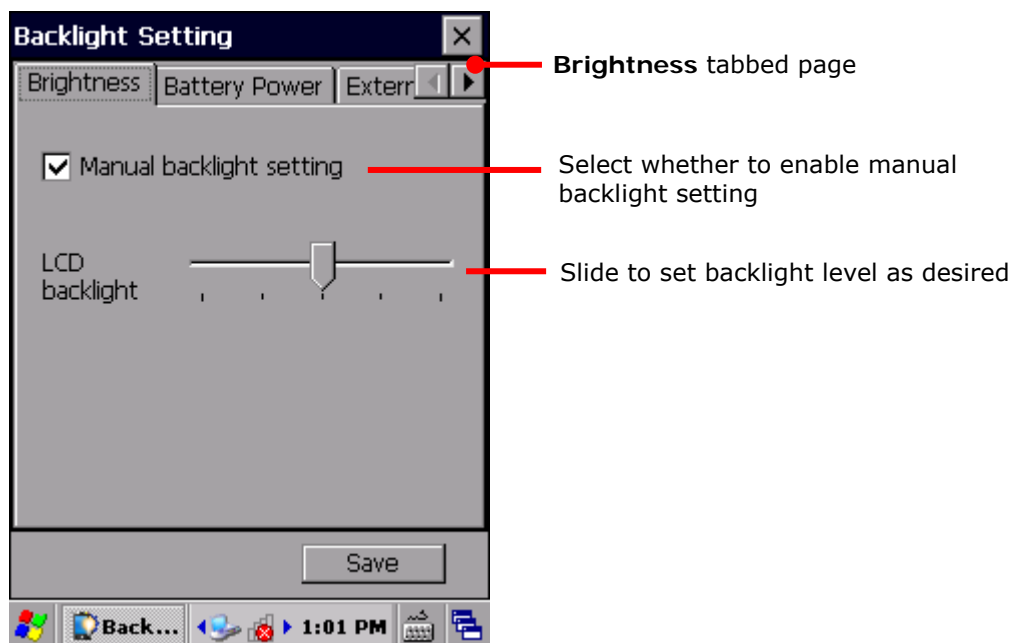 Backlight Setting
Brightness
Battery Power
Extern
Brightness tabbed page
Manual backlight setting
Select whether to enable manual
backlight setting
LCD
backlight
Slide to set backlight level as desired
Save
Back...
1:01 PM